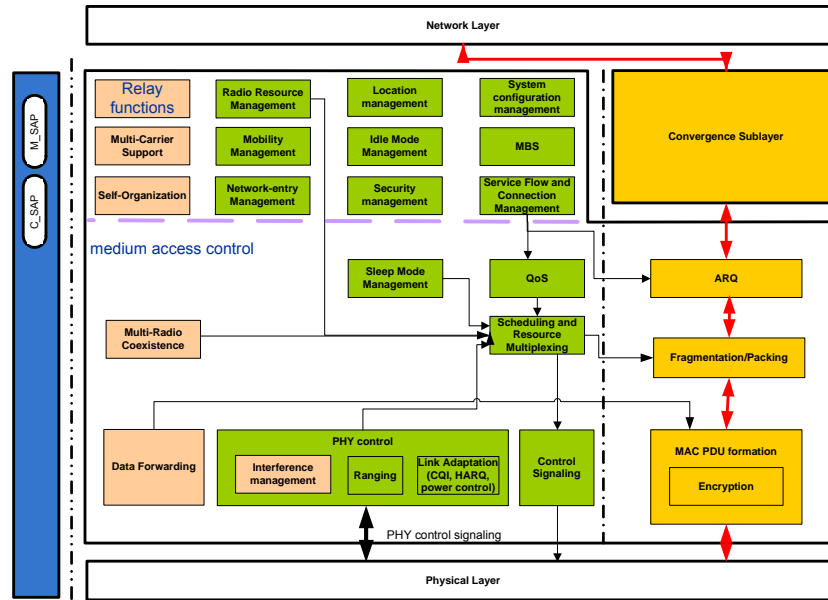 Network Layer
M_SAP
C_SAP
Relay
functions
Radio Resource
Management
Location
management
System
configuration
management
Convergence Sublayer
Multi-Carrier
Support
Mobility
Management
Idle Mode
Management
MBS
Self-Organization
Network-entry
Management
Security
management
Service Flow and
Connection
Management
medium access control
Sleep Mode
Management
QoS
ARQ
Multi-Radio
Coexistence
Scheduling and
Resource
Multiplexing
Fragmentation/Packing
Data Forwarding
PHY control
Interference
management
Ranging
Link Adaptation
(CQI, HARQ,
power control)
Control
Signaling
MAC PDU formation
Encryption
PHY control signaling
Physical Layer